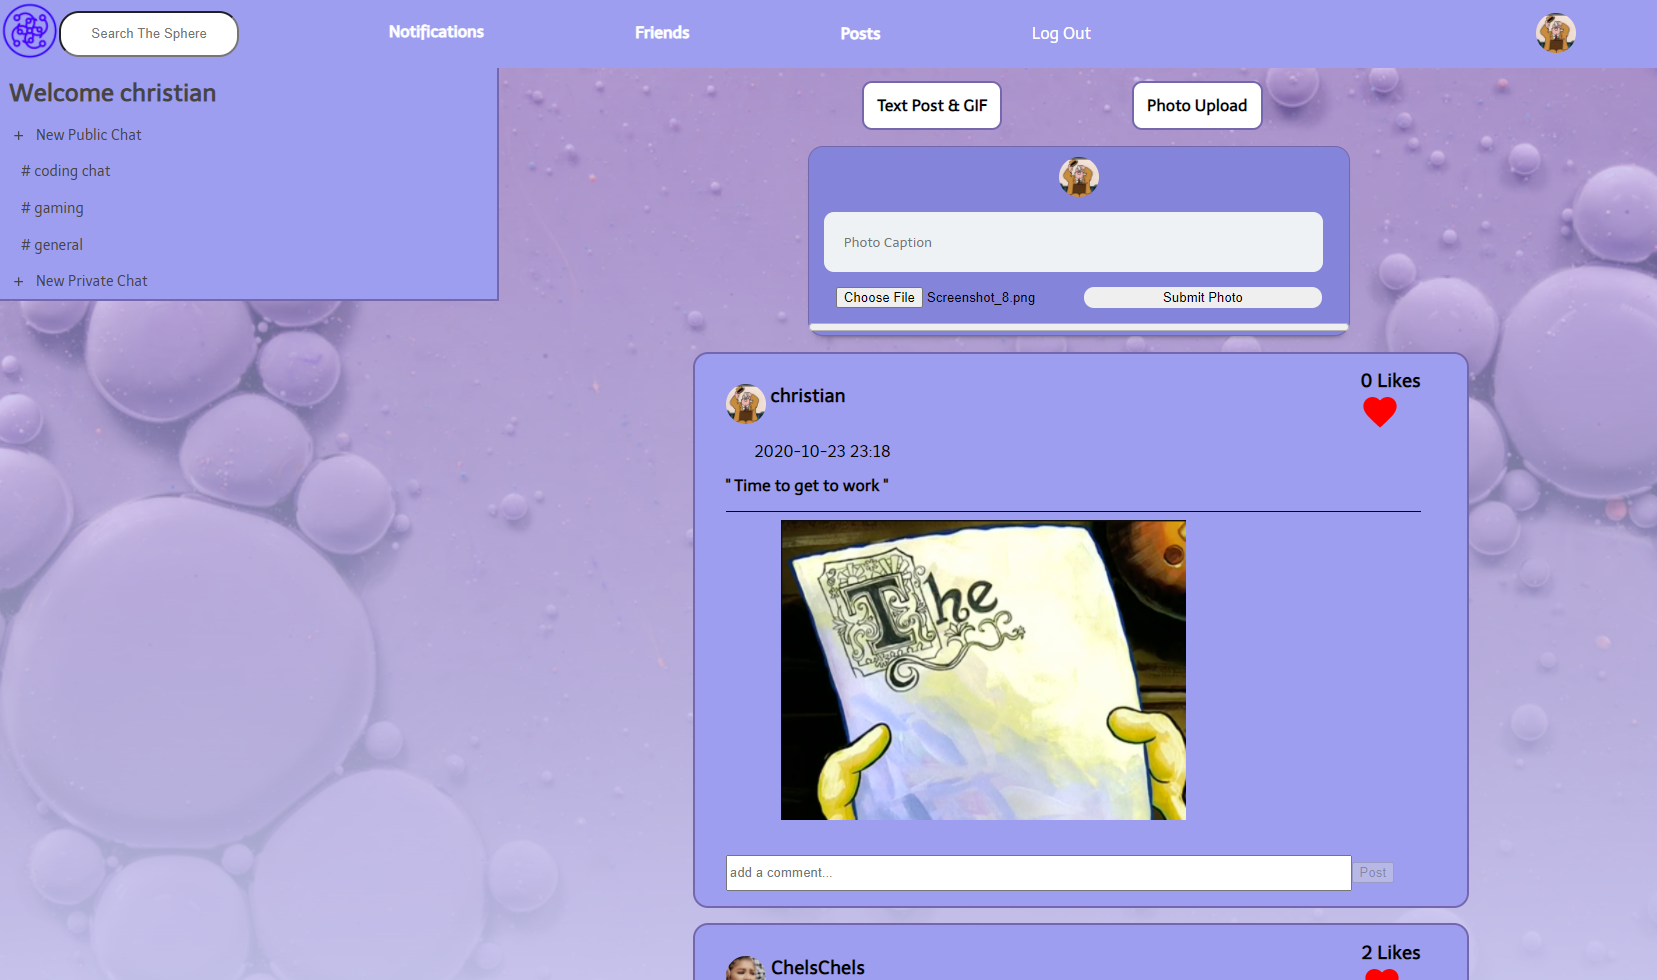 Search The Sphere
Notifications
Friends
Posts
Log Out
Welcome christian
+ New Public Chat
# coding chat
# gaming
# general
+ New Private Chat
Text Post & GIF
Photo Upload
Photo Caption
Choose File Screenshot_8.png
Submit Photo
christian
0 Likes
2020-10-23 23:18
" Time to get to work "
The
add a comment...
Post
ChelsChels
2 Likes